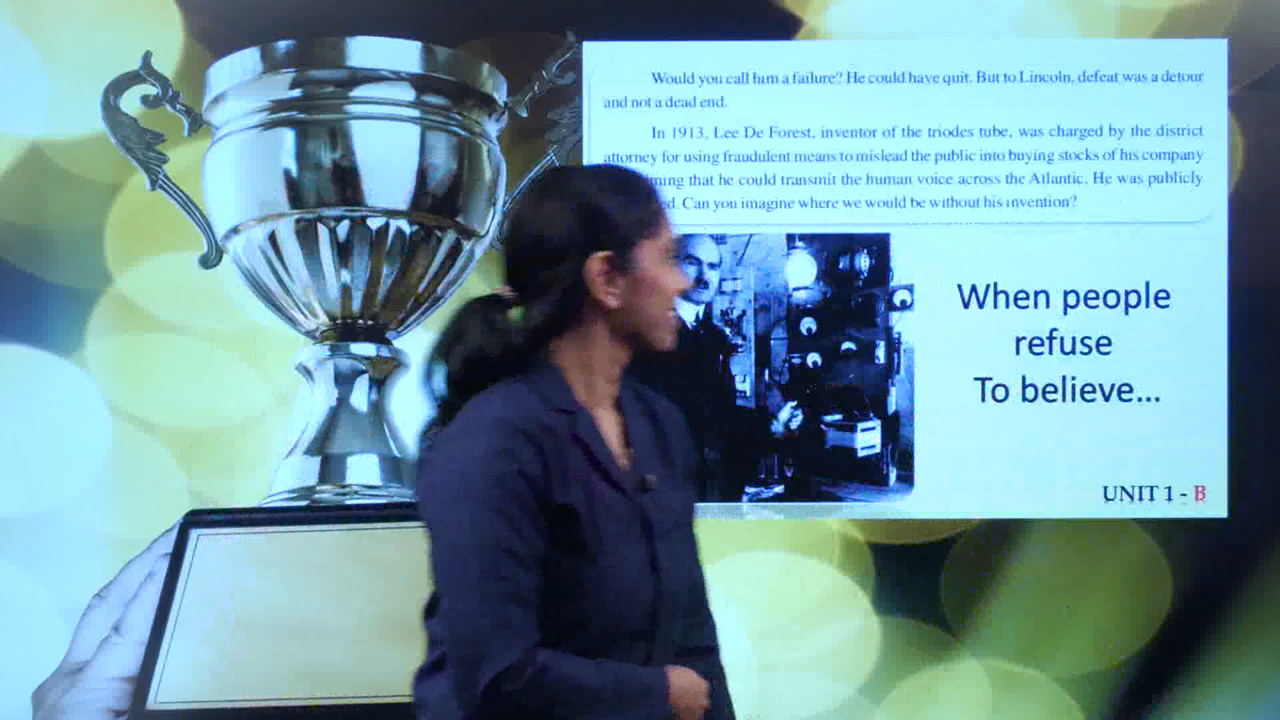 Would you call him a failure? He could have quit. But to Lincoln, defeat was a detour
and not a dead end.
In 1913, Lee De Forest, inventor of the triodes tube, was charged by the district
attorney for using fraudulent means to mislead the public into buying stocks of his company
that he could transmit the human voice across the Atlantic. He was publicly
Can you imagine where we would be without his invention?
When people
refuse
To believe...
UNIT 1 - B